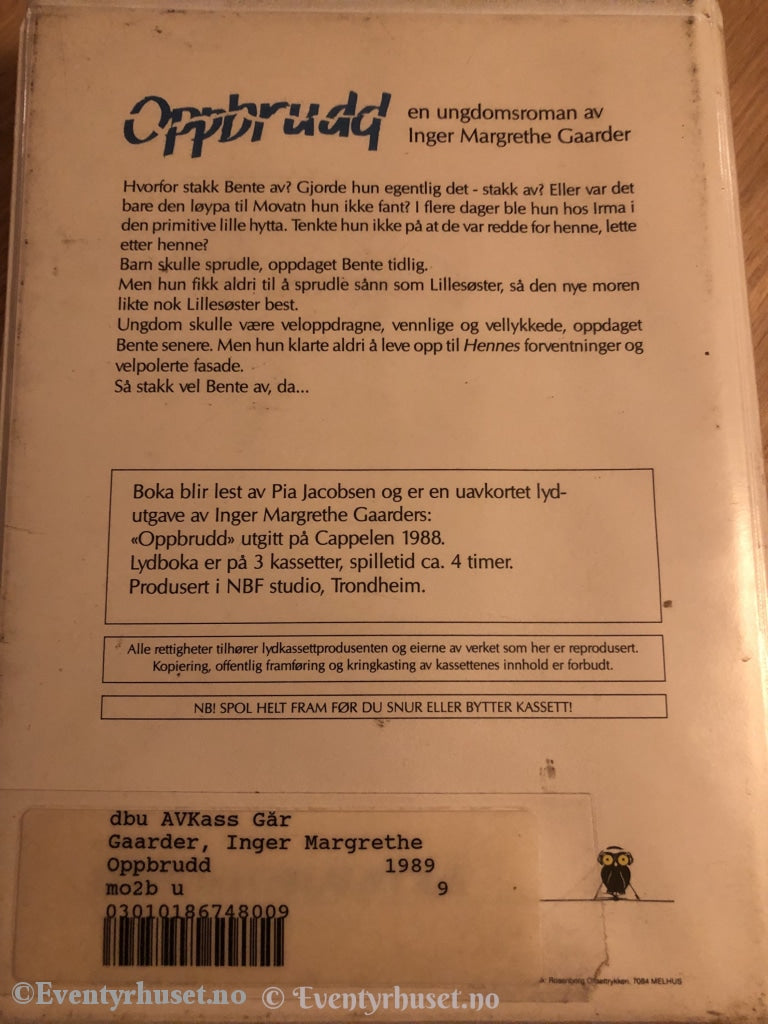 Oppbrudd
en ungdomsroman av
Inger Margrethe Gaarder
Hvorfor stakk Bente av? Gjorde hun egentlig det - stakk av? Eller var det
bare den løypa til Movatn hun ikke fant? I flere dager ble hun hos Irma i
den primitive lille hytta. Tenkte hun ikke på at de var redde for henne, lette
etter henne?
Barn skulle sprudle, oppdaget Bente tidlig.
Men hun fikk aldri til å sprudle sånn som Lillesøster, så den nye moren
likte nok Lillesøster best.
Ungdom skulle være veloppdragne, vennlige og vellykkede, oppdaget
Bente senere. Men hun klarte aldri å leve opp til Hennes forventninger og
velpolerte fasade.
Så stakk vel Bente av, da...
Boka blir lest av Pia Jacobsen og er en uavkortet lyd-
utgave av Inger Margrethe Gaarders:
«Oppbrudd» utgitt på Cappelen 1988.
Lydboka er på 3 kassetter, spilletid ca. 4 timer.
Produsert i NBF studio, Trondheim.
Alle rettigheter tilhører lydkassettprodusenten og eierne av verket som her er reprodusert.
Kopiering, offentlig framføring og kringkasting av kassettenes innhold er forbudt.
NB! SPOL HELT FRAM FØR DU SNUR ELLER BYTTER KASSETT!
dbu AVKass Găr
Gaarder, Inger Margrethe
Oppbrudd 1989
mo2b u 9
03010186748009
Rosenborg Offsettrykkeri, 7084 MELHUS
©Eventyrhuset.no © Eventyrhuset.no